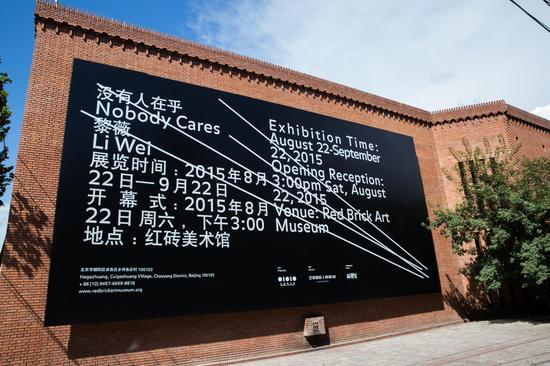 没有人在乎
Nobody Cares
黎薇
Li Wei
展览时间：2015年8月
22日一9月22日
开 幕 式：2015年8月
22日 周六，下午3:00
地点：红砖美术馆
Exhibition Time:
August 22-September
22, 2015
Opening Reception:
3:00pm Sat, August
22, 2015
Venue: Red Brick Art
Museum
Hegezhuang, Cuigezhuang Village, Chaoyang District, Beijing 100103
+ 86 (10) 8457-6669-8818
www.redbrickartmuseum.org